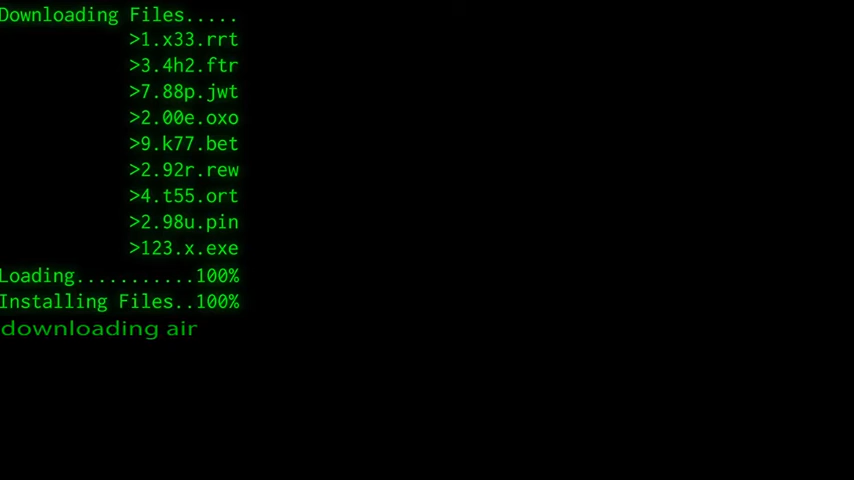 Downloading Files.....
>1.x33.rrt
>3.4h2.ftr
>7.88p.jwt
>2.00e.oxo
>9.k77.bet
>2.92r.rew
>4.t55.ort
>2.98u.pin
>123.x.exe
Loading...........100%
Installing Files..100%
downloading air